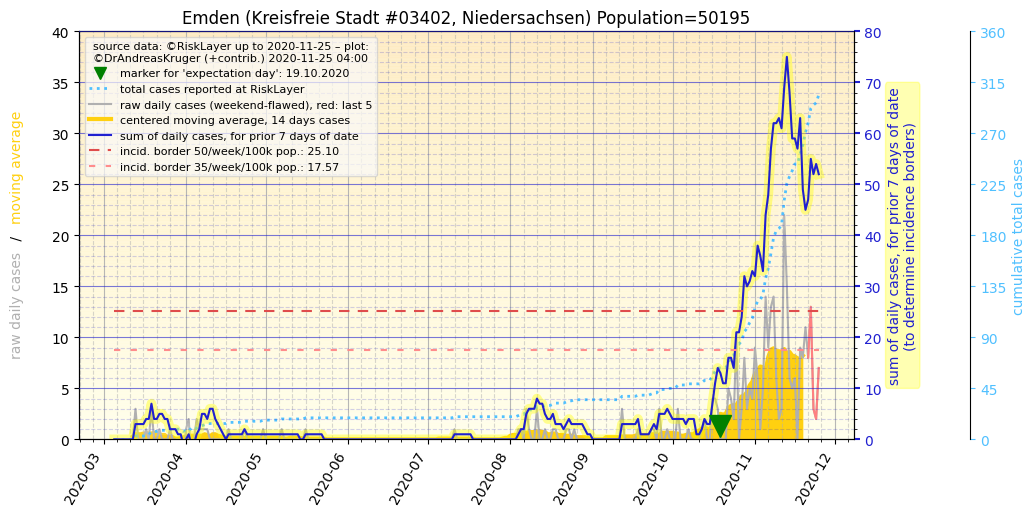 Emden (Kreisfreie Stadt #03402, Niedersachsen) Population=50195
source data: ©RiskLayer up to 2020-11-25 – plot:
©DrAndreasKruger (+contrib.) 2020-11-25 04:00
marker for 'expectation day': 19.10.2020
total cases reported at RiskLayer
raw daily cases (weekend-flawed), red: last 5
centered moving average, 14 days cases
sum of daily cases, for prior 7 days of date
incid. border 50/week/100k pop.: 25.10
incid. border 35/week/100k pop.: 17.57
raw daily cases / moving average
40
35
30
25
20
15
10
5
0
80
70
60
50
40
30
20
10
0
sum of daily cases, for prior 7 days of date
(to determine incidence borders)
360
315
270
225
180
135
90
45
0
cumulative total cases
2020-03
2020-04
2020-05
2020-06
2020-07
2020-08
2020-09
2020-10
2020-11
2020-12